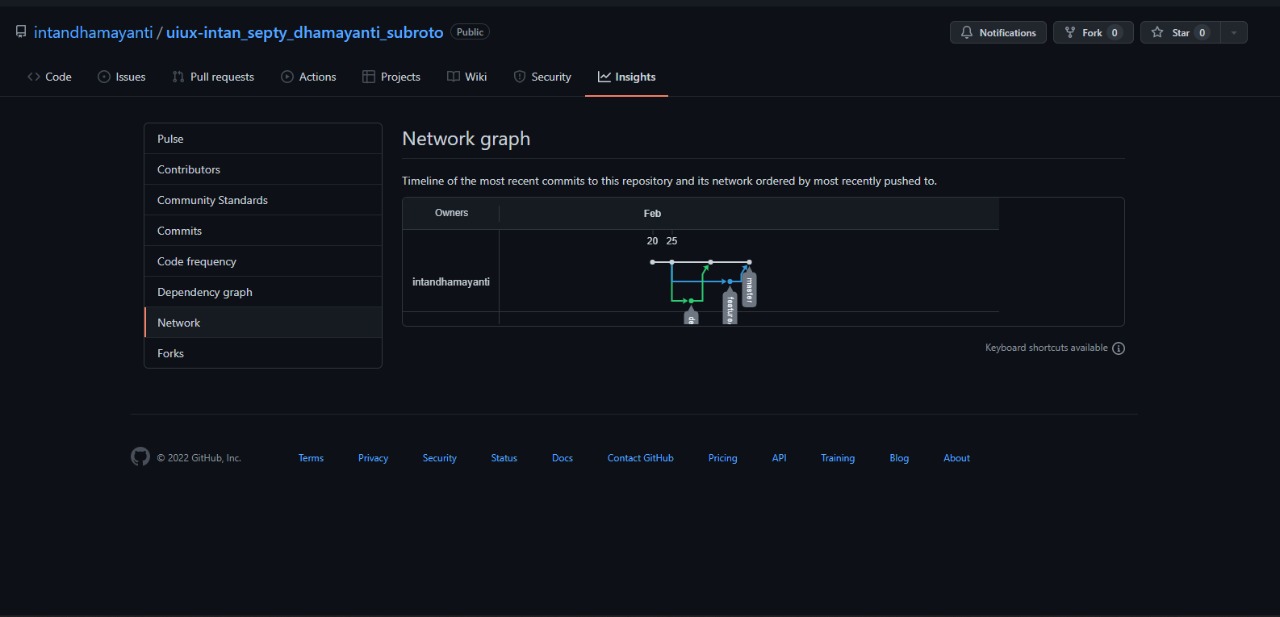 intandhamayanti / uiux-intan_septy_dhamayanti_subroto Public
Notifications Fork 0 Star 0
Code Issues Pull requests Actions Projects Wiki Security Insights
Pulse
Contributors
Community Standards
Commits
Code frequency
Dependency graph
Network
Forks
Network graph
Timeline of the most recent commits to this repository and its network ordered by most recently pushed to.
Owners Feb
20 25
intandhamayanti
master
feature
de
Keyboard shortcuts available
© 2022 GitHub, Inc. Terms Privacy Security Status Docs Contact GitHub Pricing API Training Blog About